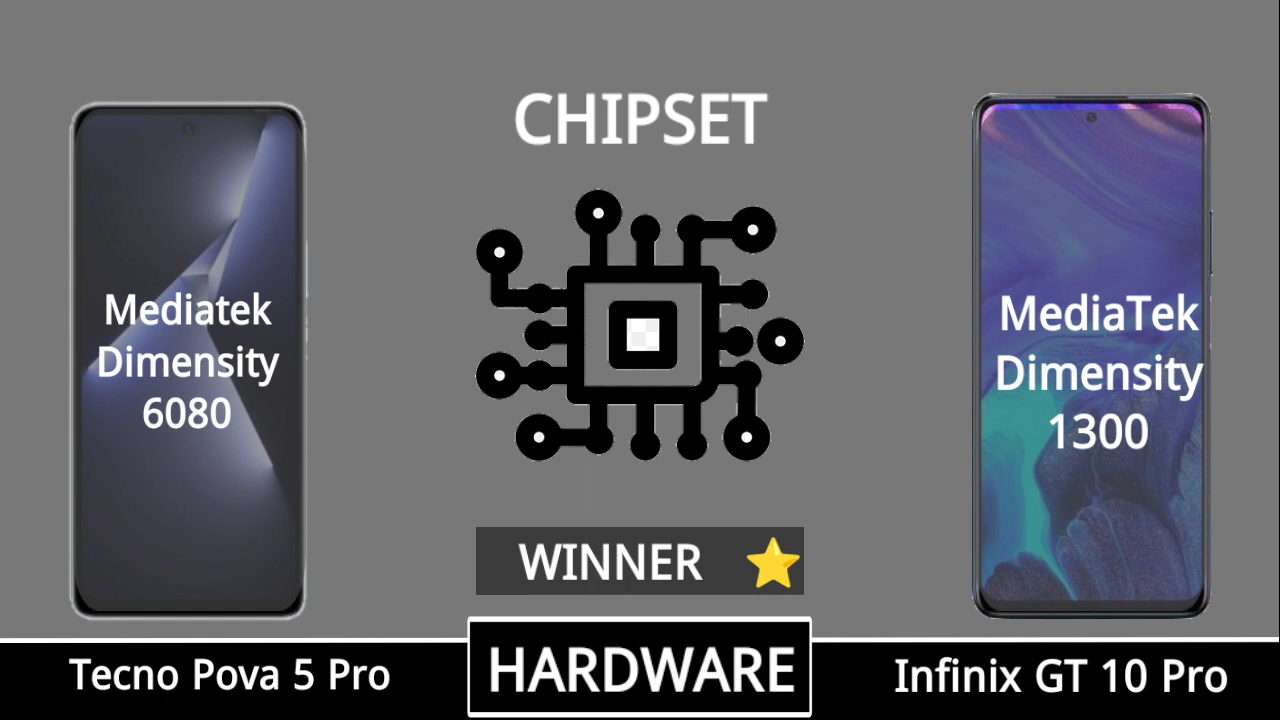 CHIPSET
Mediatek
Dimensity
6080
MediaTek
Dimensity
1300
WINNER
Tecno Pova 5 Pro
HARDWARE
Infinix GT 10 Pro